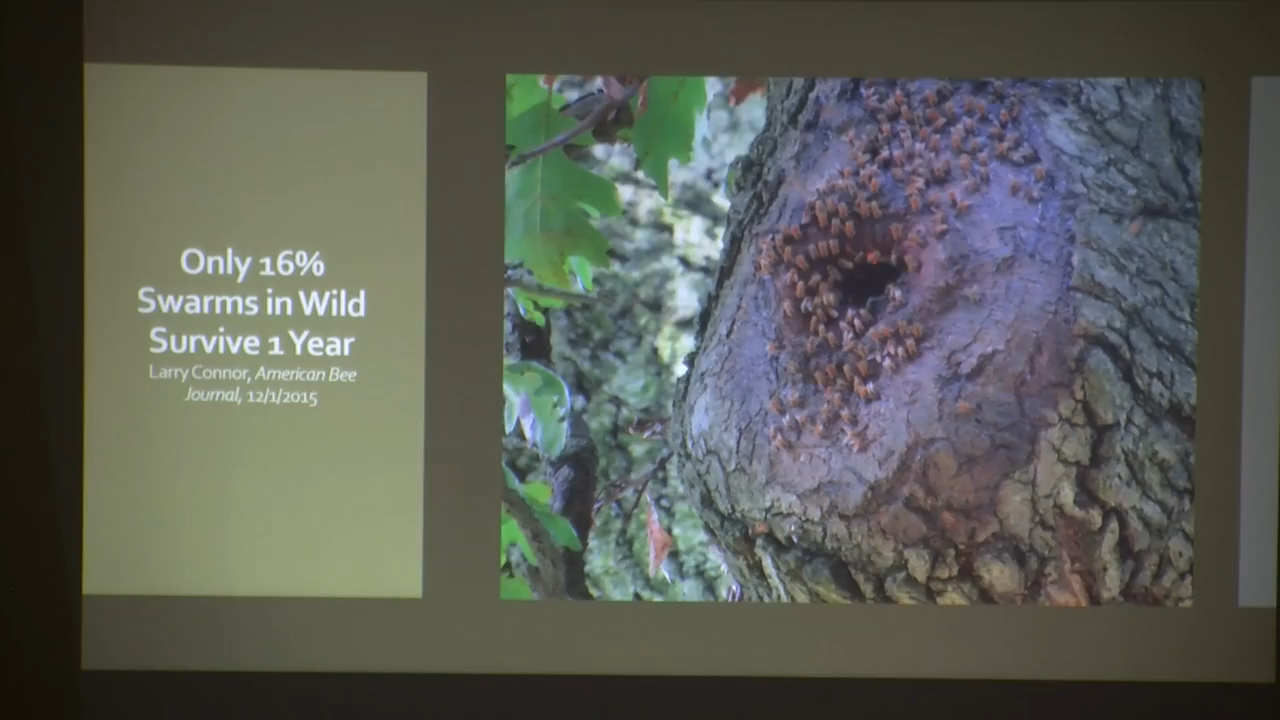 Only 16%
Swarms in Wild
Survive 1 Year
Larry Connor, American Bee
Journal, 12/1/2015